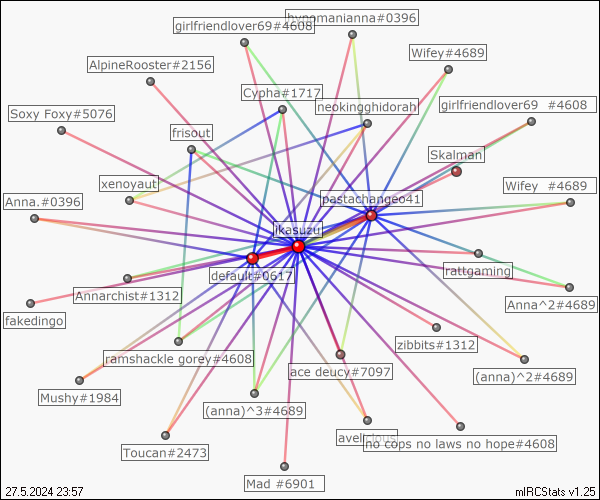 hypomanianna#0396
girlfriendlover69#4608
Wifey#4689
AlpineRooster#2156
Cypha#1717
neokingghidorah
girlfriendlover69 #4608
Soxy Foxy#5076
frisout
Skalman
xenoyaut
Wifey #4689
Anna.#0396
pastachangeo41
ikasuzu
rattgaming
default#0617
Annarchist#1312
Anna^2#4689
fakedingo
zibbits#1312
ramshackle gorey#4608
ace deucy#7097
(anna)^2#4689
Mushy#1984
(anna)^3#4689
no cops no laws no hope#4608
Toucan#2473
Mad #6901
27.5.2024 23:57
mIRCStats v1.25